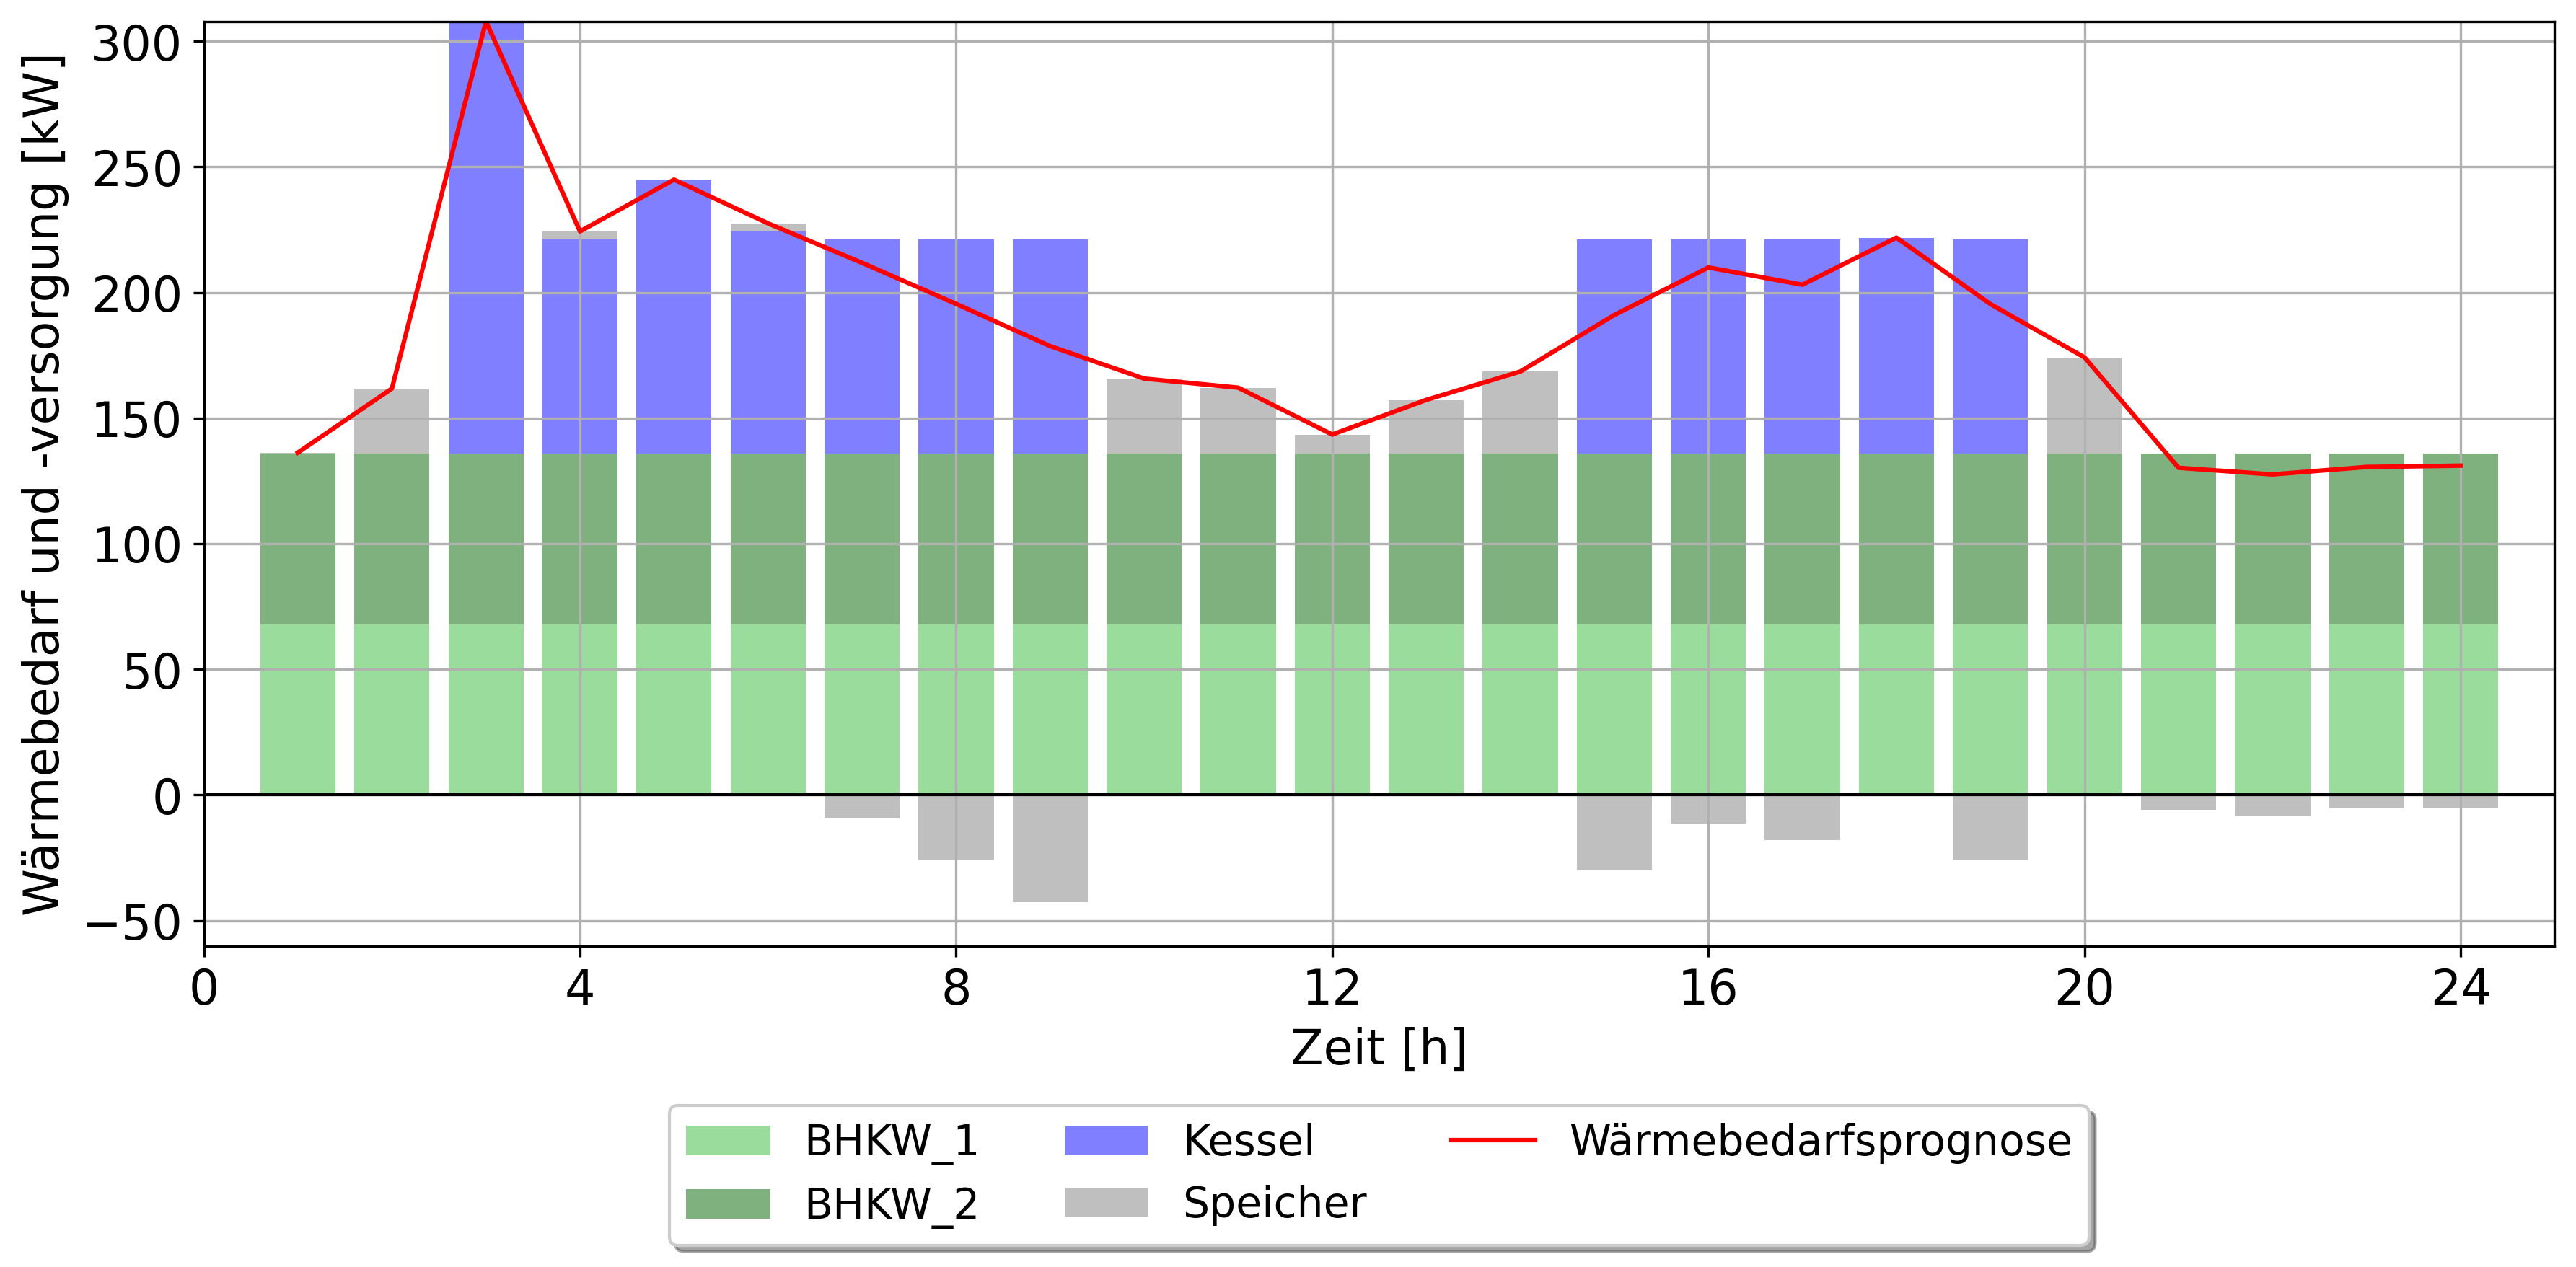 Wärmebedarf und -versorgung [kW]
300
250
200
150
100
50
0
−50
0 4 8 12 16 20 24
Zeit [h]
BHKW_1 Kessel Wärmebedarfsprognose
BHKW_2 Speicher